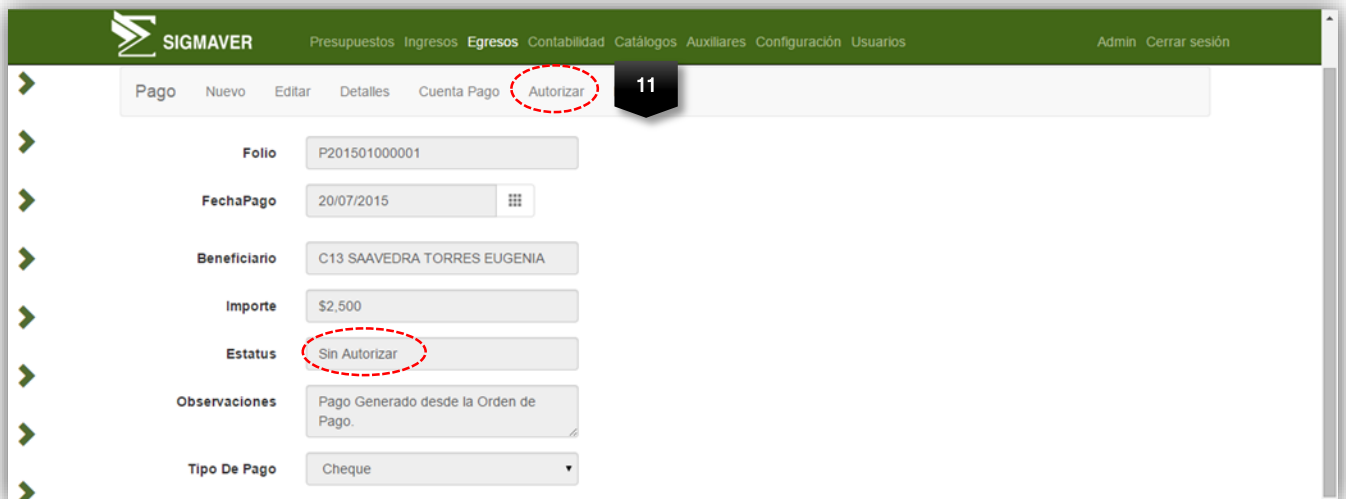 SIGMAVER Presupuestos Ingresos Egresos Contabilidad Catálogos Auxiliares Configuración Usuarios Admin Cerrar sesión
Pago Nuevo Editar Detalles Cuenta Pago Autorizar 11
Folio P201501000001
FechaPago 20/07/2015
Beneficiario C13 SAAVEDRA TORRES EUGENIA
Importe $2,500
Estatus Sin Autorizar
Observaciones Pago Generado desde la Orden de
Pago.
Tipo De Pago Cheque